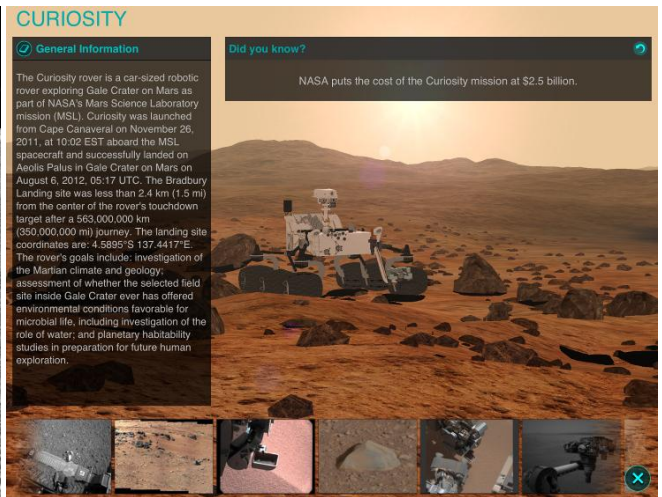 CURIOSITY
General Information
The Curiosity rover is a car-sized robotic
rover exploring Gale Crater on Mars as
part of NASA's Mars Science Laboratory
mission (MSL). Curiosity was launched
from Cape Canaveral on November 26,
2011, at 10:02 EST aboard the MSL
spacecraft and successfully landed on
Aeolis Palus in Gale Crater on Mars on
August 6, 2012, 05:17 UTC. The Bradbury
Landing site was less than 2.4 km (1.5 mi)
from the center of the rover's touchdown
target after a 563,000,000 km
(350,000,000 mi) journey. The landing site
coordinates are: 4.5895°S 137.4417°E.
The rover's goals include: investigation of
the Martian climate and geology;
assessment of whether the selected field
site inside Gale Crater ever has offered
environmental conditions favorable for
microbial life, including investigation of the
role of water; and planetary habitability
studies in preparation for future human
exploration.
Did you know?
NASA puts the cost of the Curiosity mission at $2.5 billion.